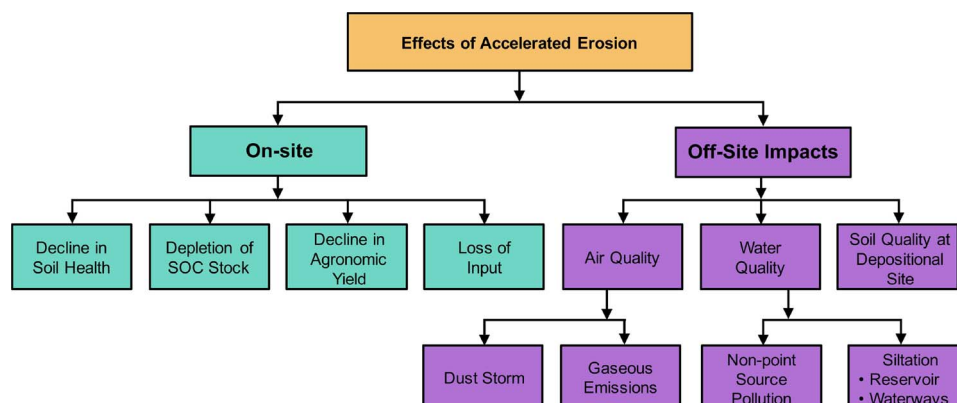 Effects of Accelerated Erosion
On-site
Off-Site Impacts
Decline in
Soil Health
Depletion of
SOC Stock
Decline in
Agronomic
Yield
Loss of
Input
Air Quality
Water
Quality
Soil Quality at
Depositional
Site
Dust Storm
Gaseous
Emissions
Non-point
Source
Pollution
Siltation
• Reservoir
• Waterways